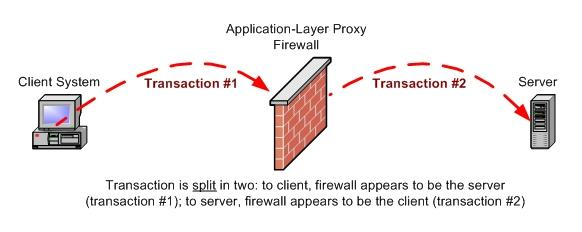 Application-Layer Proxy
Firewall
Client System
Transaction #1
Transaction #2
Server
Transaction is split in two: to client, firewall appears to be the server
(transaction #1); to server, firewall appears to be the client (transaction #2)